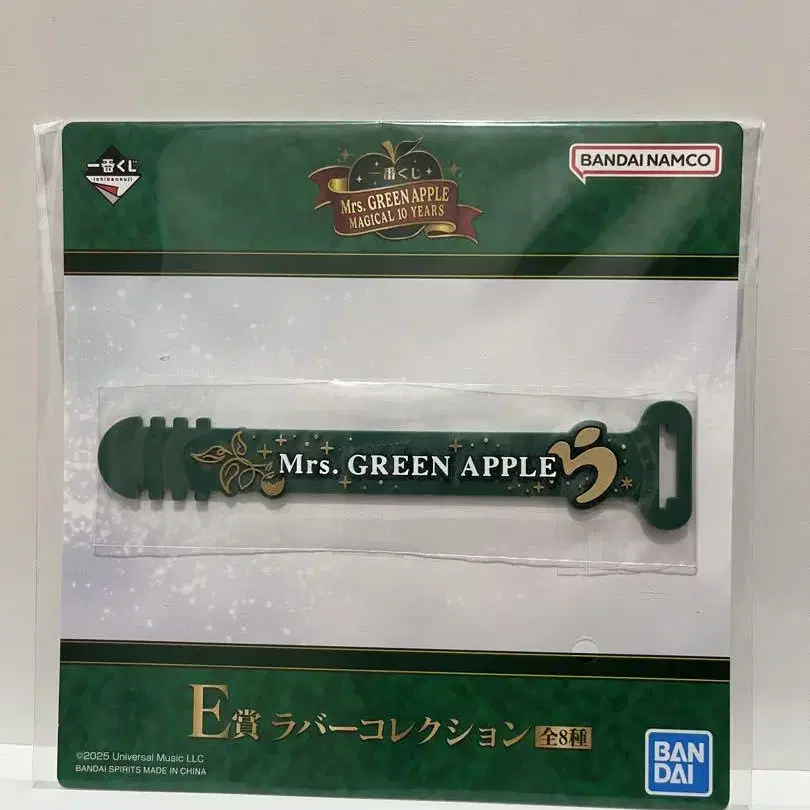 一番くじ
ichibankuji
一番くじ
Mrs. GREEN APPLE
MAGICAL 10 YEARS
BANDAI NAMCO
Mrs. GREEN APPLE
E賞 ラバーコレクション 全8種
©2025 Universal Music LLC
BANDAI SPIRITS MADE IN CHINA
BAN
DAI